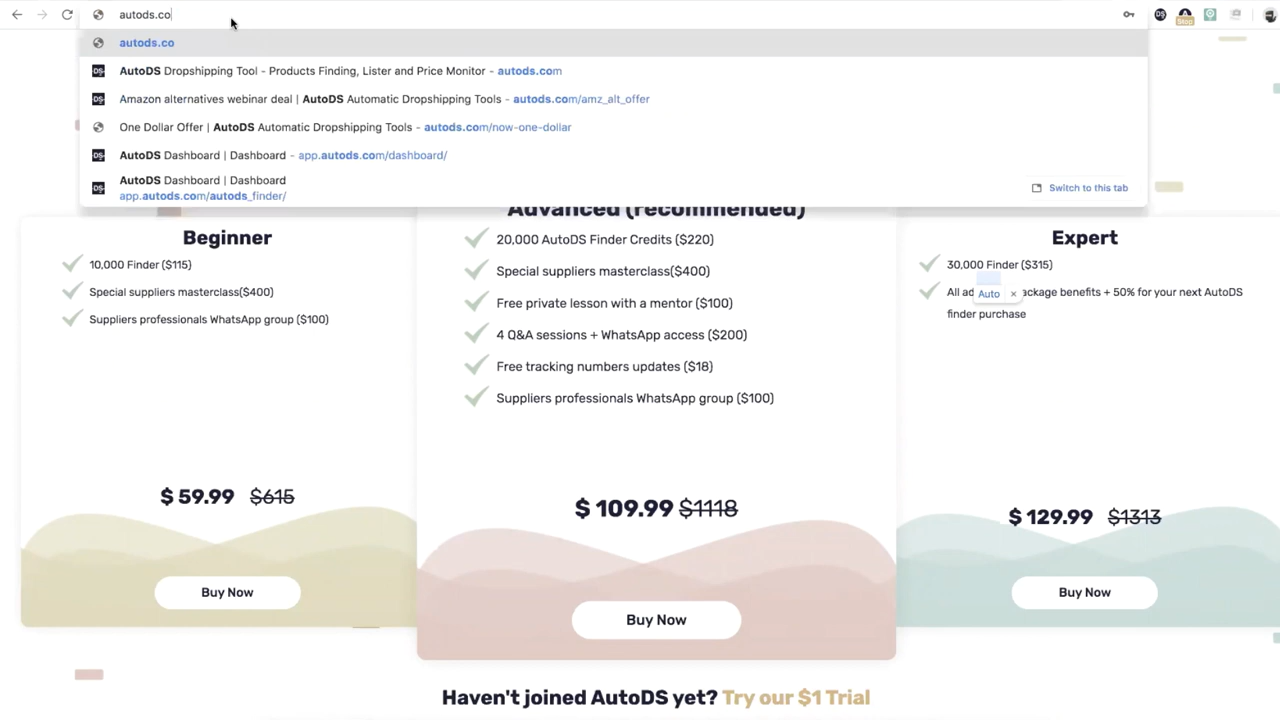 autods.co
Stop
autods.co
AutoDS Dropshipping Tool - Products Finding, Lister and Price Monitor - autods.com
Amazon alternatives webinar deal | AutoDS Automatic Dropshipping Tools - autods.com/amz_alt_offer
One Dollar Offer | AutoDS Automatic Dropshipping Tools - autods.com/now-one-dollar
AutoDS Dashboard | Dashboard - app.autods.com/dashboard/
AutoDS Dashboard | Dashboard
app.autods.com/autods_finder/
Switch to this tab
Beginner
10,000 Finder ($115)
Special suppliers masterclass($400)
Suppliers professionals WhatsApp group ($100)
$ 59.99 $615
Buy Now
Advanced (recommended)
20,000 AutoDS Finder Credits ($220)
Special suppliers masterclass($400)
Free private lesson with a mentor ($100)
4 Q&A sessions + WhatsApp access ($200)
Free tracking numbers updates ($18)
Suppliers professionals WhatsApp group ($100)
$ 109.99 $1118
Buy Now
Expert
30,000 Finder ($315)
Auto ×
All ad ackage benefits + 50% for your next AutoDS
finder purchase
$ 129.99 $1313
Buy Now
Haven't joined AutoDS yet? Try our $1 Trial